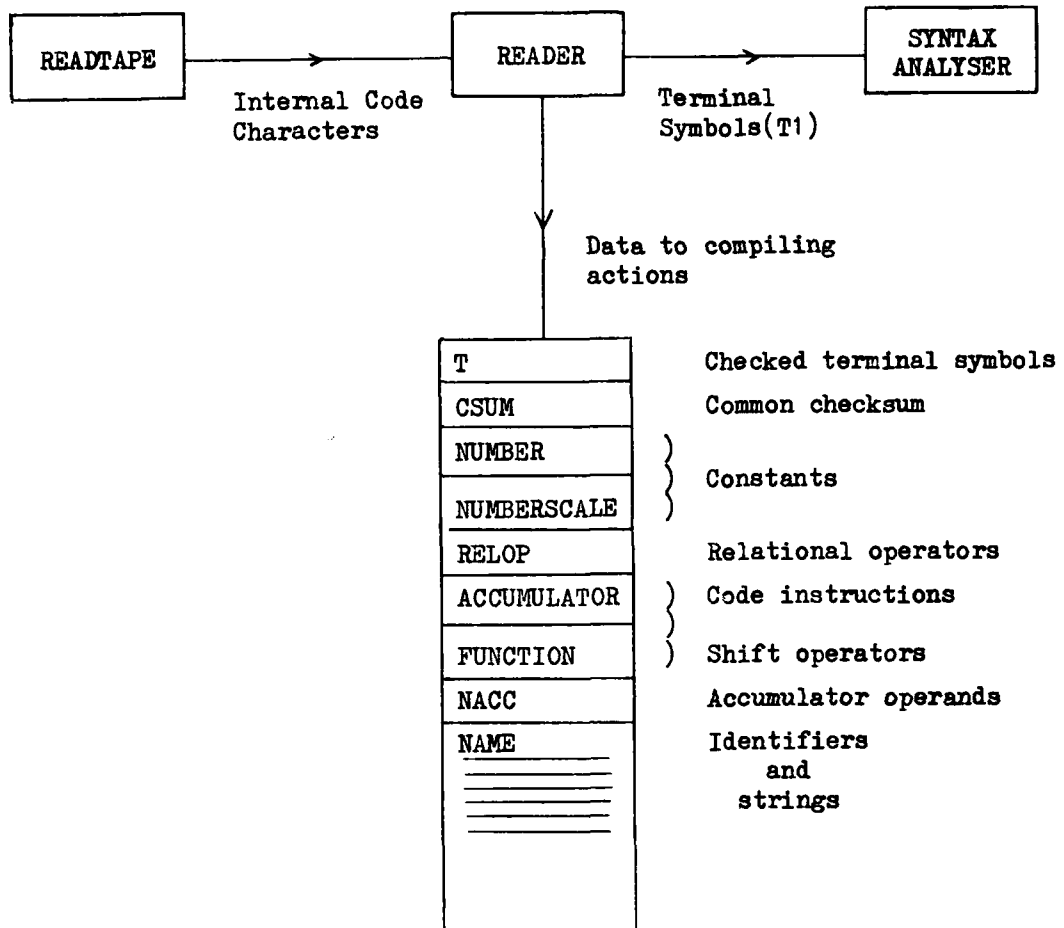 READTAPE
READER
SYNTAX
ANALYSER
Internal Code
Characters
Terminal
Symbols(T1)
Data to compiling
actions
T
Checked terminal symbols
CSUM
Common checksum
NUMBER
NUMBERSCALE
Constants
RELOP
Relational operators
ACCUMULATOR
Code instructions
FUNCTION
Shift operators
NACC
Accumulator operands
NAME
Identifiers
and
strings